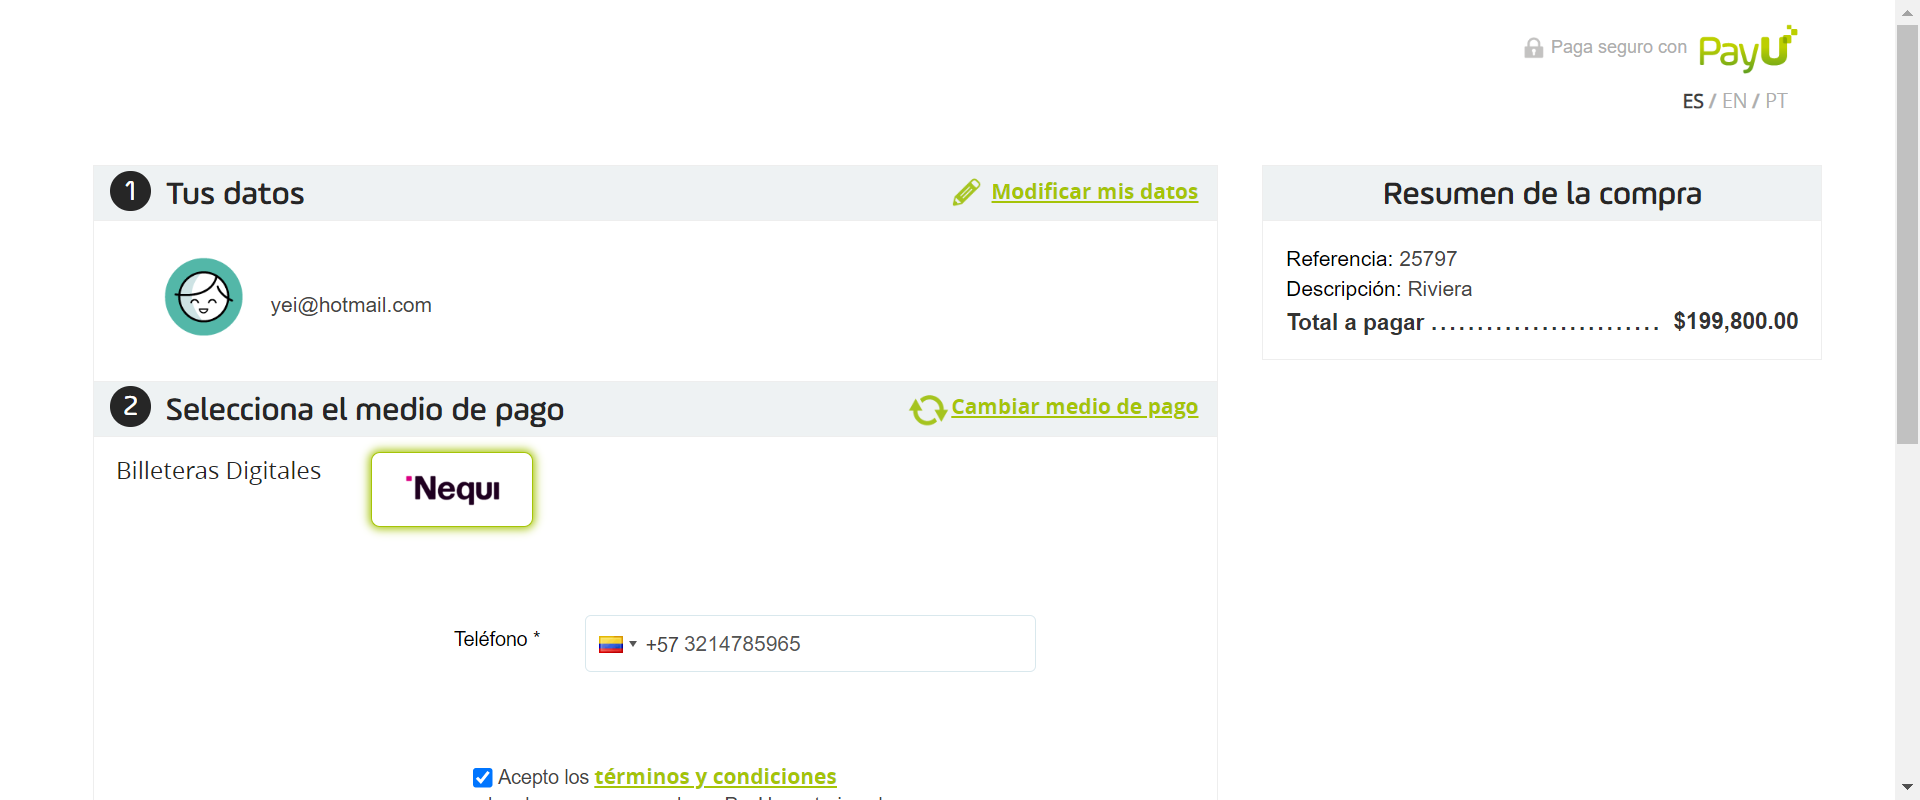 Paga seguro con PayU
ES / EN / PT
1 Tus datos
Modificar mis datos
yei@hotmail.com
2 Selecciona el medio de pago
Cambiar medio de pago
Billeteras Digitales
Nequi
Teléfono *
+57 3214785965
Acepto los términos y condiciones
Resumen de la compra
Referencia: 25797
Descripción: Riviera
Total a pagar ......................... $199,800.00